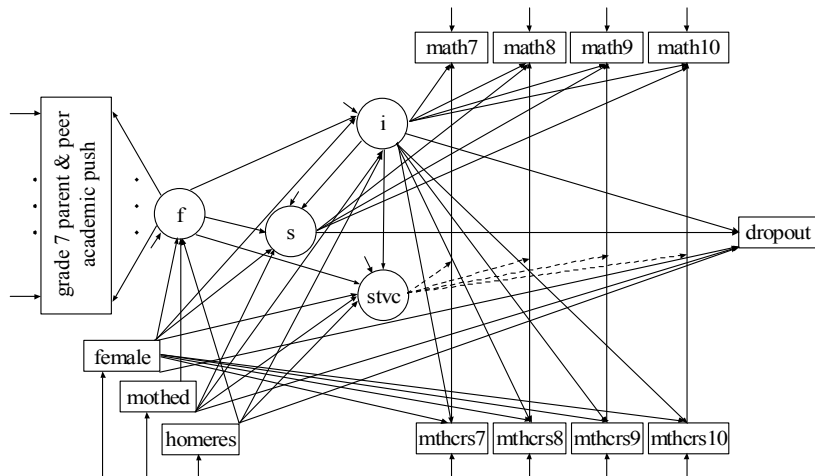 math7 math8 math9 math10
grade 7 parent & peer
academic push
i
f
s
dropout
stvc
female
mothed
homeres
mthcrs7 mthcrs8 mthcrs9 mthcrs10